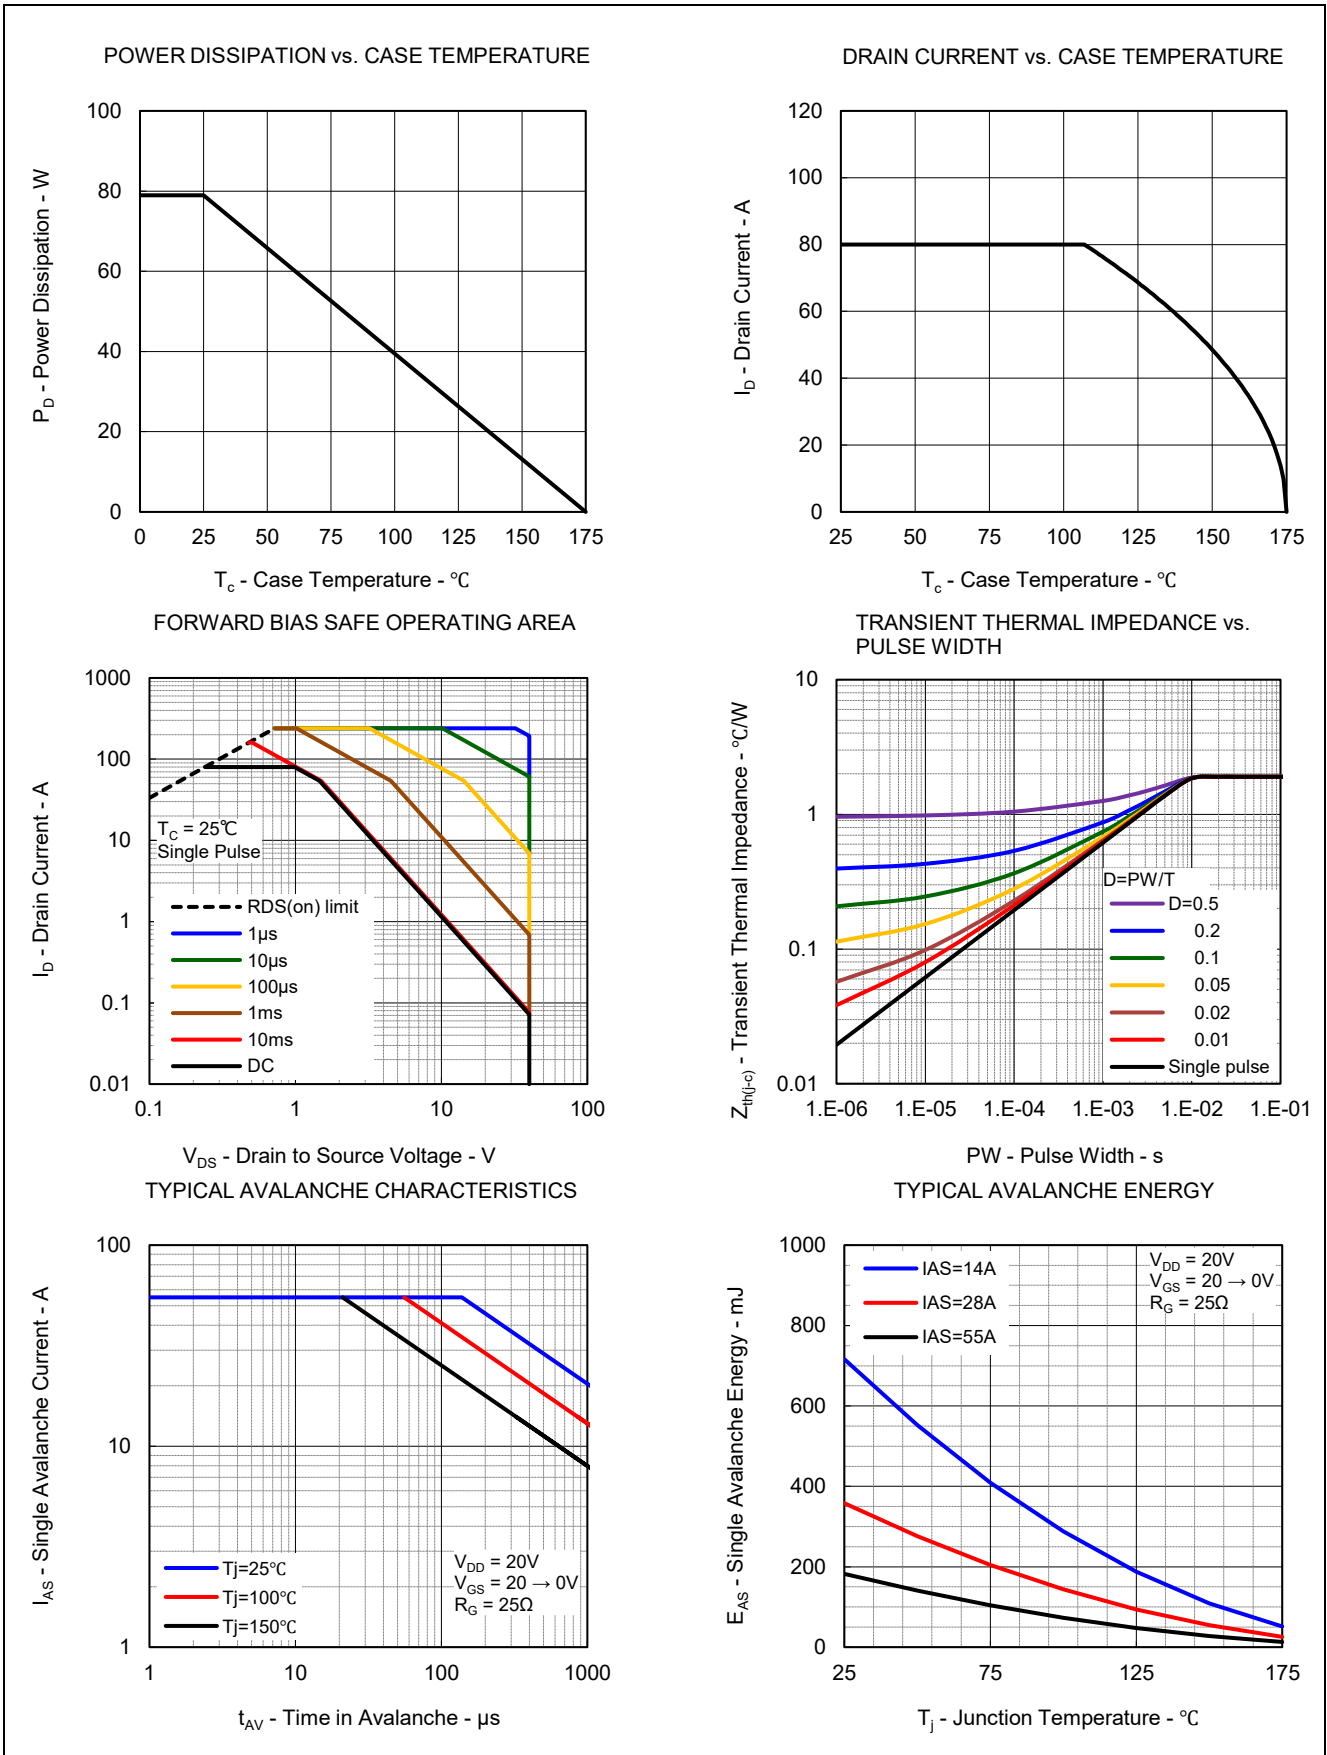 POWER DISSIPATION vs. CASE TEMPERATURE
100
80
60
40
20
0
0 25 50 75 100 125 150 175
P_D - Power Dissipation - W
T_c - Case Temperature - ℃
DRAIN CURRENT vs. CASE TEMPERATURE
120
100
80
60
40
20
0
25 50 75 100 125 150 175
I_D - Drain Current - A
T_c - Case Temperature - ℃
FORWARD BIAS SAFE OPERATING AREA
1000
100
10
1
0.1
0.01
0.1 1 10 100
I_D - Drain Current - A
T_C = 25℃
Single Pulse
RDS(on) limit
1μs
10μs
100μs
1ms
10ms
DC
V_DS - Drain to Source Voltage - V
TRANSIENT THERMAL IMPEDANCE vs.
PULSE WIDTH
10
1
0.1
0.01
1.E-06 1.E-05 1.E-04 1.E-03 1.E-02 1.E-01
Z_th(j-c) - Transient Thermal Impedance - ℃/W
D=PW/T
D=0.5
0.2
0.1
0.05
0.02
0.01
Single pulse
PW - Pulse Width - s
TYPICAL AVALANCHE CHARACTERISTICS
100
10
1
1 10 100 1000
I_AS - Single Avalanche Current - A
Tj=25℃
Tj=100℃
Tj=150℃
V_DD = 20V
V_GS = 20 → 0V
R_G = 25Ω
t_AV - Time in Avalanche - μs
TYPICAL AVALANCHE ENERGY
1000
800
600
400
200
0
25 75 125 175
E_AS - Single Avalanche Energy - mJ
IAS=14A
IAS=28A
IAS=55A
V_DD = 20V
V_GS = 20 → 0V
R_G = 25Ω
T_j - Junction Temperature - ℃